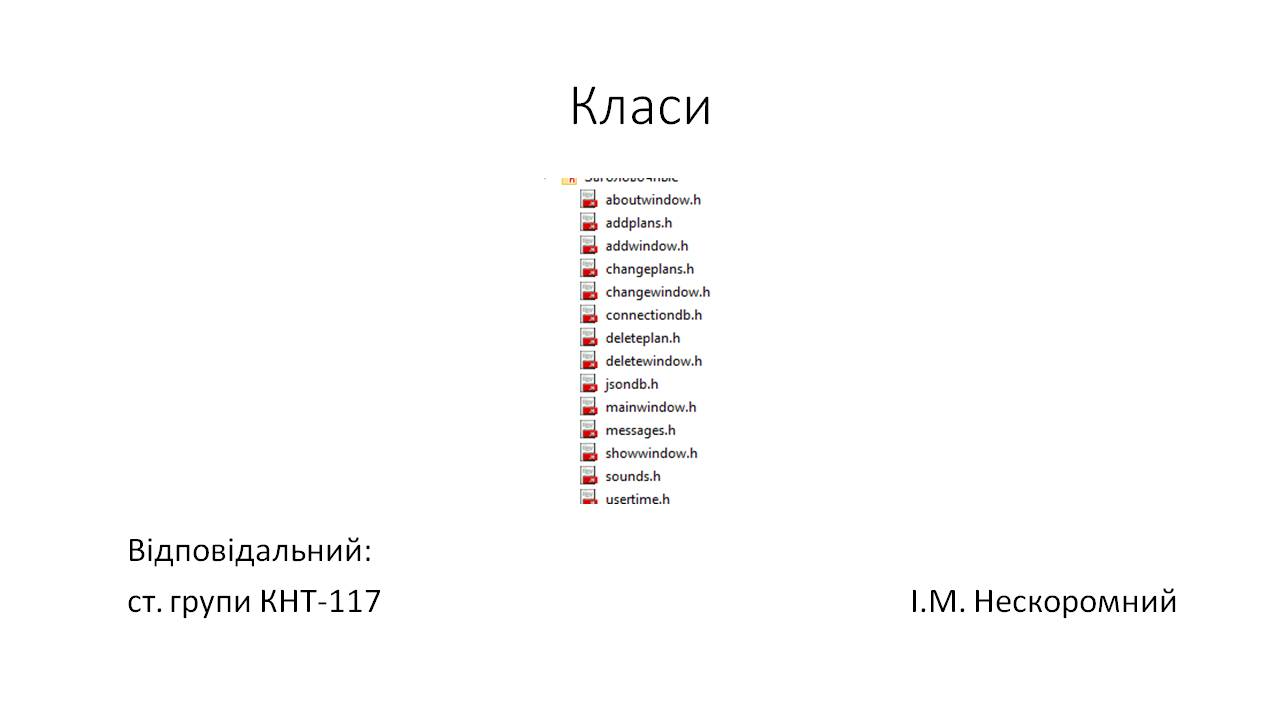 Класи
Заголовочные
aboutwindow.h
addplans.h
addwindow.h
changeplans.h
changewindow.h
connectiondb.h
deleteplan.h
deletewindow.h
jsondb.h
mainwindow.h
messages.h
showwindow.h
sounds.h
usertime.h
Відповідальний:
ст. групи КНТ-117
І.М. Нескоромний